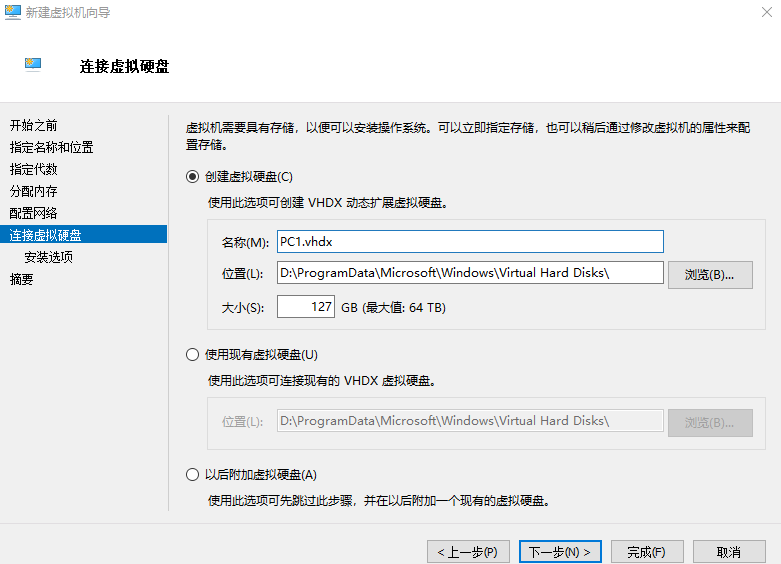 新建虚拟机向导
连接虚拟硬盘
开始之前
指定名称和位置
指定代数
分配内存
配置网络
连接虚拟硬盘
安装选项
摘要
虚拟机需要具有存储，以便可以安装操作系统。可以立即指定存储，也可以稍后通过修改虚拟机的属性来配
置存储。
创建虚拟硬盘(C)
使用此选项可创建 VHDX 动态扩展虚拟硬盘。
名称(M): PC1.vhdx
位置(L): D:\ProgramData\Microsoft\Windows\Virtual Hard Disks\ 浏览(B)...
大小(S): 127 GB (最大值: 64 TB)
使用现有虚拟硬盘(U)
使用此选项可连接现有的 VHDX 虚拟硬盘。
位置(L): D:\ProgramData\Microsoft\Windows\Virtual Hard Disks\ 浏览(B)...
以后附加虚拟硬盘(A)
使用此选项可先跳过此步骤，并在以后附加一个现有的虚拟硬盘。
< 上一步(P) 下一步(N) > 完成(F) 取消